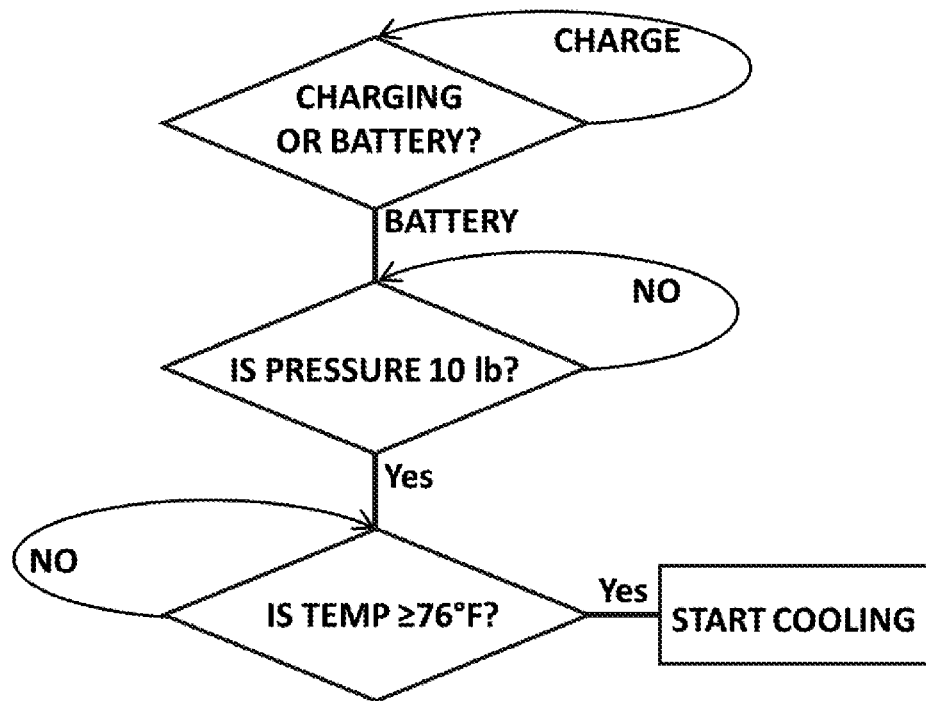 CHARGE
CHARGING
OR BATTERY?
BATTERY
NO
IS PRESSURE 10 lb?
Yes
NO
IS TEMP ≥76°F?
Yes
START COOLING